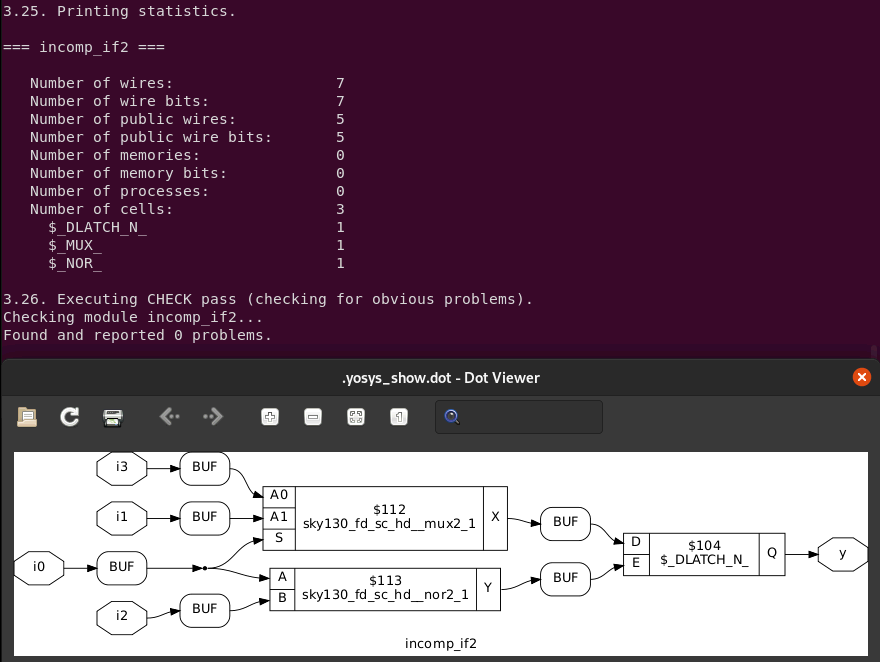 3.25. Printing statistics.
=== incomp_if2 ===
Number of wires: 7
Number of wire bits: 7
Number of public wires: 5
Number of public wire bits: 5
Number of memories: 0
Number of memory bits: 0
Number of processes: 0
Number of cells: 3
$_DLATCH_N_ 1
$_MUX_ 1
$_NOR_ 1
3.26. Executing CHECK pass (checking for obvious problems).
Checking module incomp_if2...
Found and reported 0 problems.
.yosys_show.dot - Dot Viewer
i3 BUF
A0
i1 BUF A1 $112 X
sky130_fd_sc_hd__mux2_1
S
BUF
D $104 Q y
E $_DLATCH_N_
i0 BUF
A $113 Y BUF
B sky130_fd_sc_hd__nor2_1
i2 BUF
incomp_if2